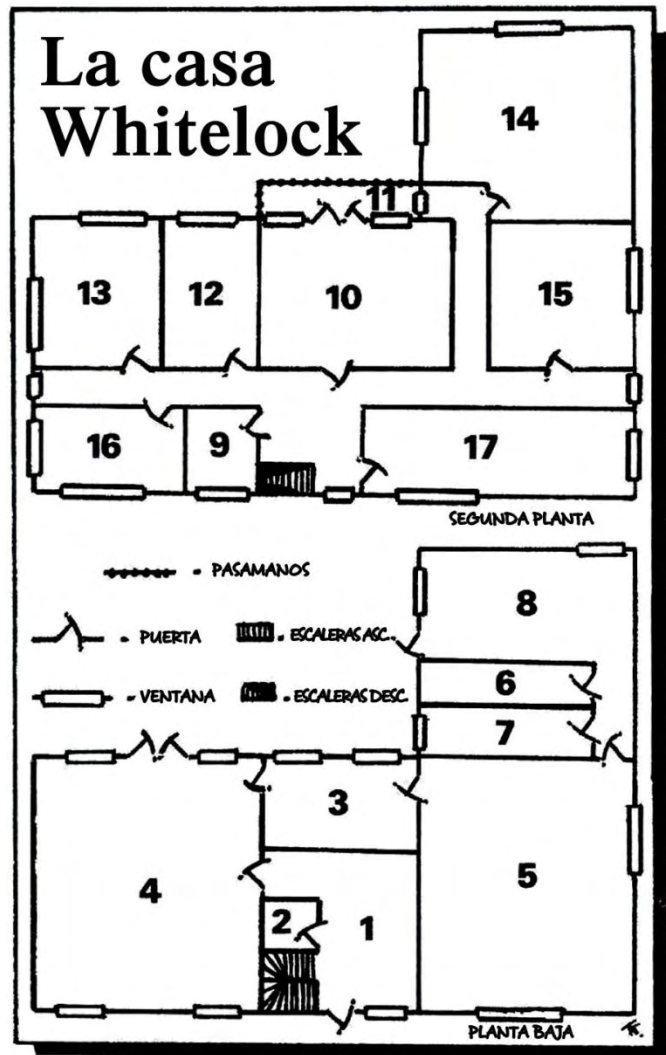 La casa
Whitelock
14
11
13
12
10
15
16
9
17
SEGUNDA PLANTA
- PASAMANOS
- PUERTA
- ESCALERAS ASC.
- VENTANA
- ESCALERAS DESC.
8
6
7
3
4
5
2
1
PLANTA BAJA